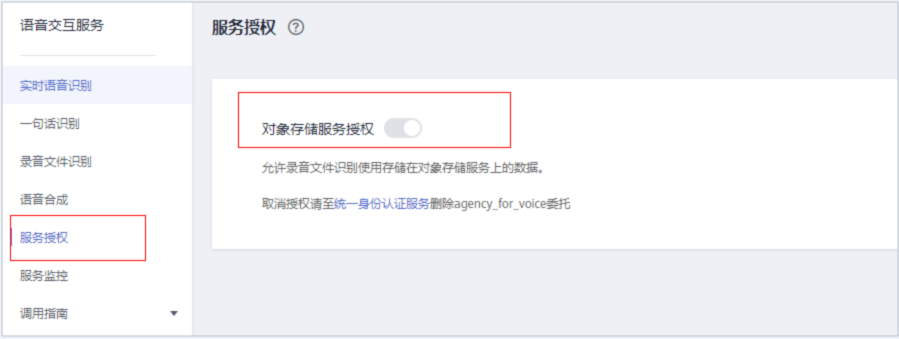 语音交互服务
实时语音识别
一句话识别
录音文件识别
语音合成
服务授权
服务监控
调用指南
服务授权 ?
对象存储服务授权
允许录音文件识别使用存储在对象存储服务上的数据。
取消授权请至统一身份认证服务删除agency_for_voice委托